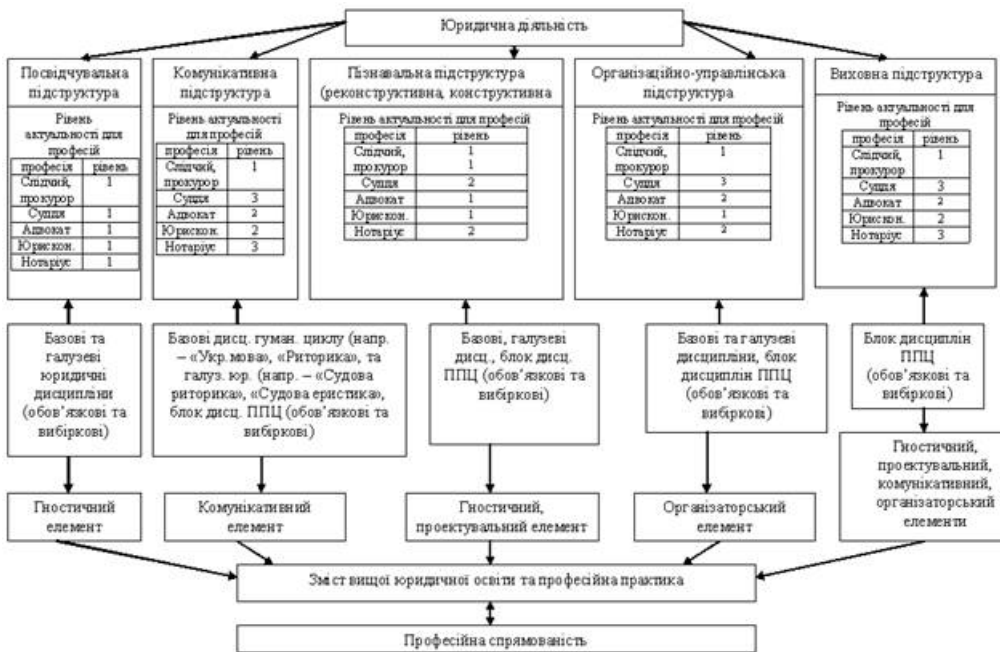 Юридична діяльність
Посвідчувальна
підструктура
Рівень
актуальності для
професій
професія рівень
Слідчий, 1
прокурор
Суддя 1
Адвокат 1
Юрискон. 1
Нотаріус 1
Комунікативна
підструктура
Рівень актуальності
для професій
професія рівень
Слідчий, 1
прокурор
Суддя 3
Адвокат 2
Юрискон. 2
Нотаріус 3
Пізнавальна підструктура
(реконструктивна, конструктивна
Рівень актуальності для професій
професія рівень
Слідчий, 1
прокурор 1
Суддя 2
Адвокат 1
Юрискон. 1
Нотаріус 2
Організаційно-управлінська
підструктура
Рівень актуальності для професій
професія рівень
Слідчий, 1
прокурор
Суддя 3
Адвокат 2
Юрискон. 1
Нотаріус 2
Виховна підструктура
Рівень актуальності для
професій
професія рівень
Слідчий, 1
прокурор
Суддя 3
Адвокат 2
Юрискон. 2
Нотаріус 3
Базові та
галузеві
юридичні
дисципліни
(обов’язкові та
вибіркові)
Базові дисц. гуман. циклу (напр.
– «Укр.мова», «Риторика», та
галуз. юр. (напр. – «Судова
риторика», «Судова еристика»,
блок дисц. ППЦ (обов’язкові та
вибіркові)
Базові, галузеві
дисц., блок дисц.
ППЦ (обов’язкові та
вибіркові)
Базові та галузеві
дисципліни, блок
дисциплін ППЦ
(обов’язкові та
вибіркові)
Блок дисциплін
ППЦ
(обов’язкові та
вибіркові)
Гностичний
елемент
Комунікативний
елемент
Гностичний,
проектувальний елемент
Організаторський
елемент
Гностичний,
проектувальний,
комунікативний,
організаторський
елементи
Зміст вищої юридичної освіти та професійна практика
Професійна спрямованість